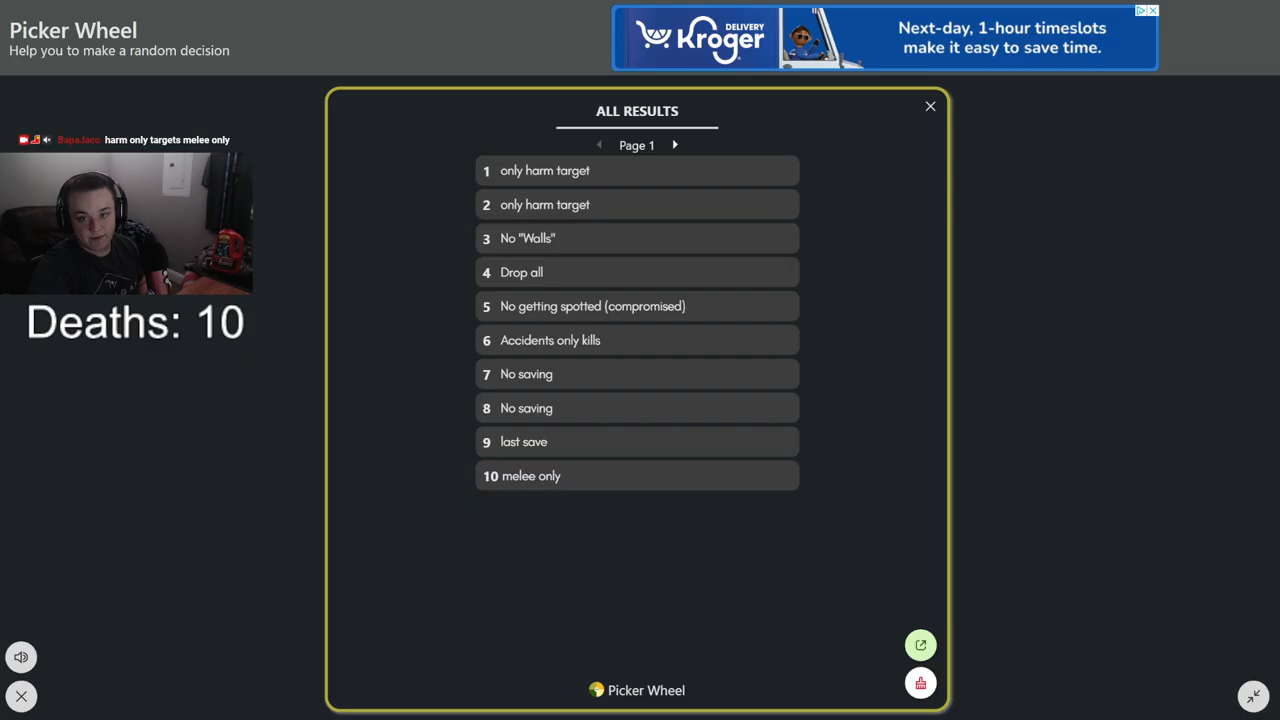 Picker Wheel
Help you to make a random decision
DELIVERY
Kroger
Next-day, 1-hour timeslots
make it easy to save time.
ALL RESULTS
Page 1
BapaJaco harm only targets melee only
1 only harm target
2 only harm target
3 No "Walls"
4 Drop all
5 No getting spotted (compromised)
6 Accidents only kills
7 No saving
8 No saving
9 last save
10 melee only
Deaths: 10
Picker Wheel